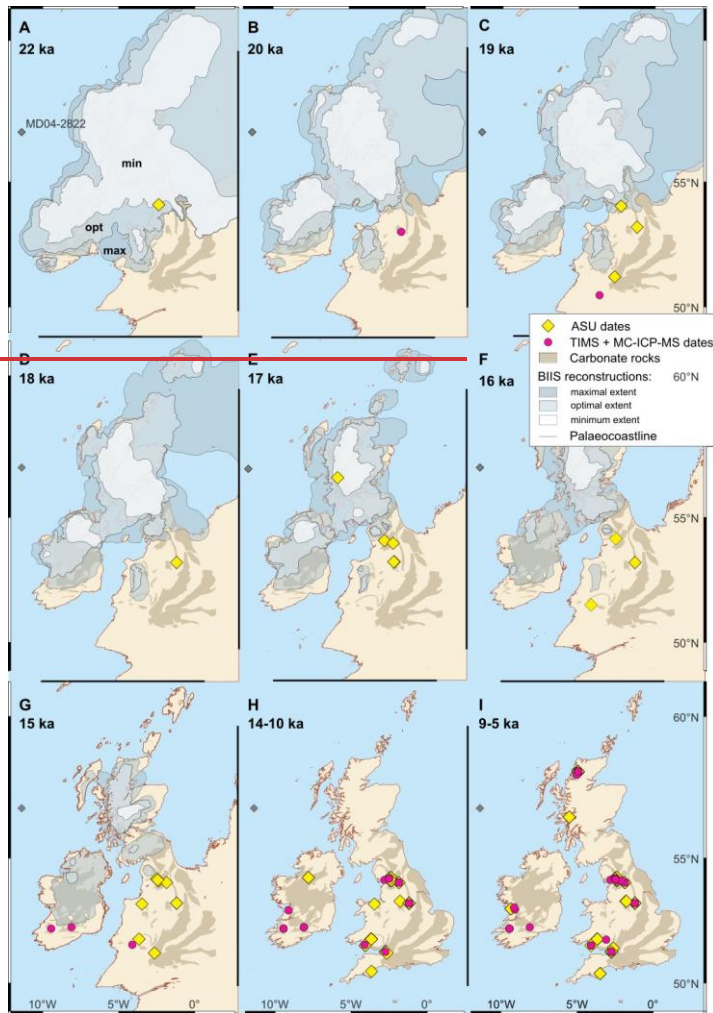 A
22 ka
MD04-2822
min
opt
max
B
20 ka
C
19 ka
55°N
50°N
ASU dates
TIMS + MC-ICP-MS dates
Carbonate rocks
BIIS reconstructions:
maximal extent
optimal extent
minimum extent
Palaeocoastline
D
18 ka
E
17 ka
F
16 ka
60°N
55°N
50°N
G
15 ka
H
14-10 ka
I
9-5 ka
60°N
55°N
50°N
10°W
5°W
0°
10°W
5°W
0°
10°W
5°W
0°